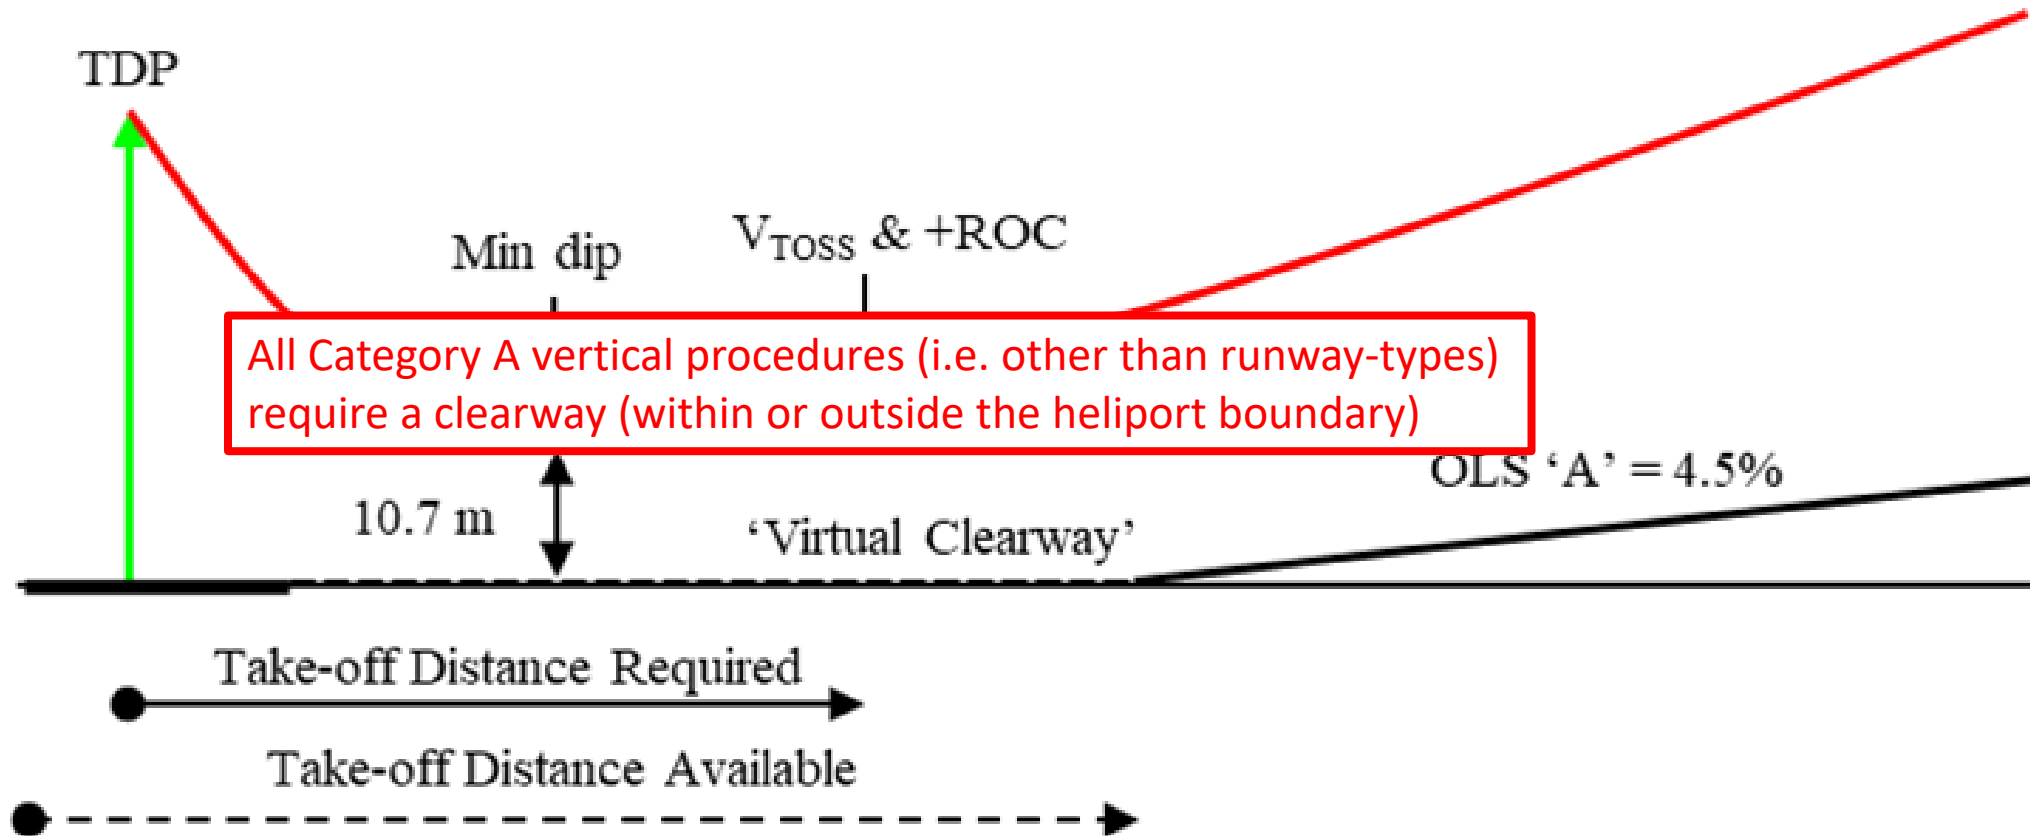 TDP
Min dip
VTOSS & +ROC
All Category A vertical procedures (i.e. other than runway-types)
require a clearway (within or outside the heliport boundary)
OLS ‘A’ = 4.5%
10.7 m
‘Virtual Clearway’
Take-off Distance Required
Take-off Distance Available